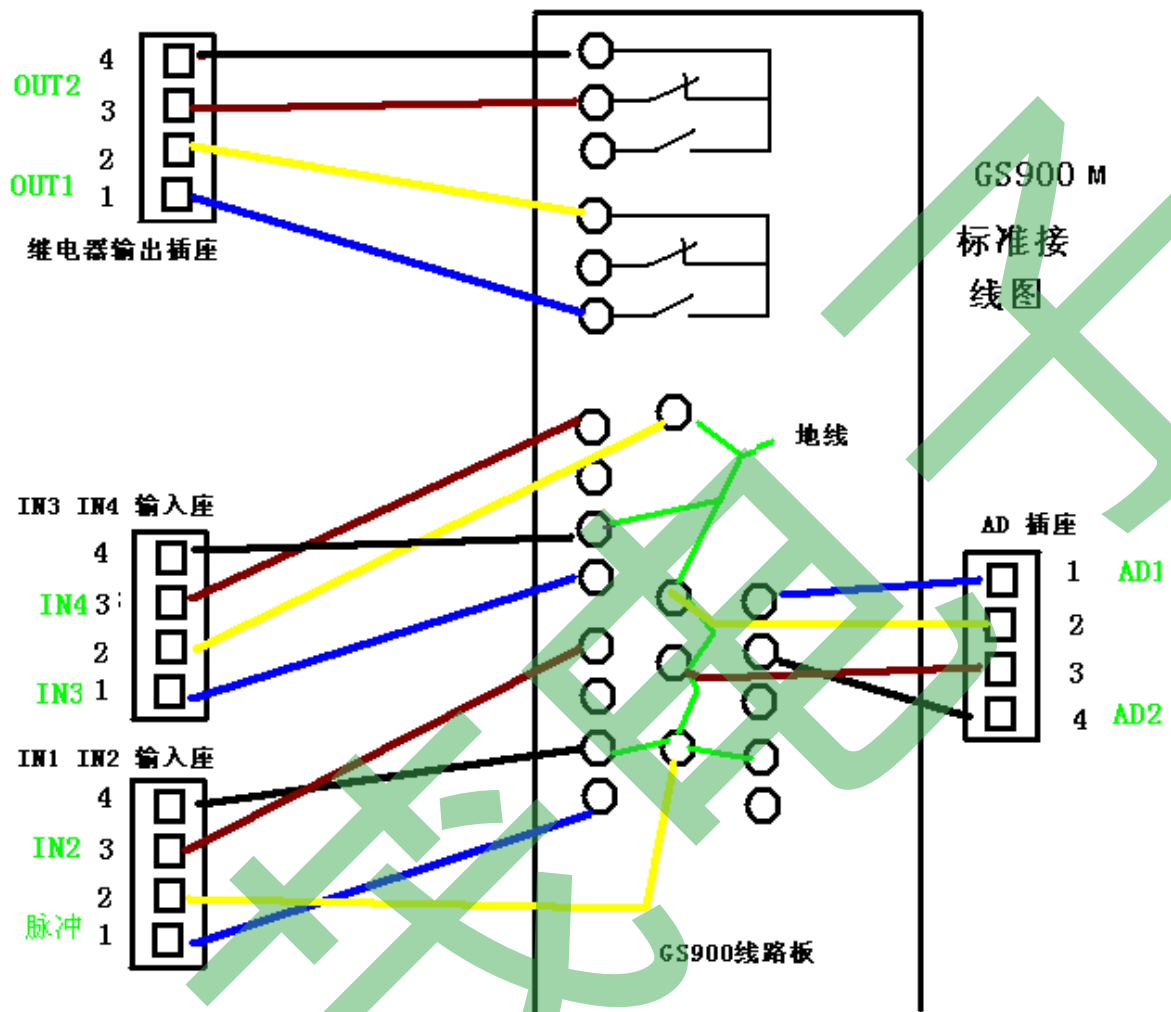 4
OUT2
3
2
OUT1
1
继电器输出插座
GS900 M
标准接
线图
地线
IN3 IN4 输入座
4
IN4 3
2
IN3 1
AD 插座
1 AD1
2
3
4 AD2
IN1 IN2 输入座
4
IN2 3
2
脉冲 1
GS900线路板